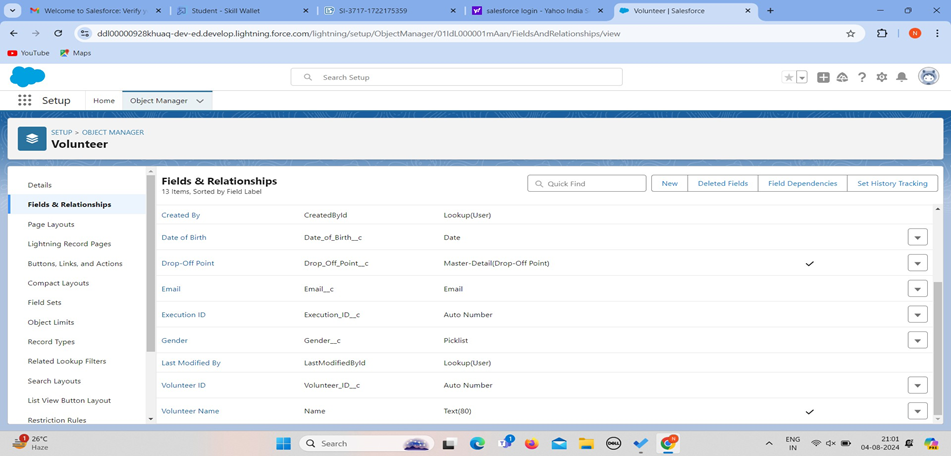 Welcome to Salesforce: Verify y
Student - Skill Wallet
SI-3717-1722175359
salesforce login - Yahoo India S
Volunteer | Salesforce
ddl00000928khuaq-dev-ed.develop.lightning.force.com/lightning/setup/ObjectManager/01IdL000001mAan/FieldsAndRelationships/view
N
YouTube Maps
Search Setup
Setup Home Object Manager
SETUP > OBJECT MANAGER
Volunteer
Details
Fields & Relationships
Page Layouts
Lightning Record Pages
Buttons, Links, and Actions
Compact Layouts
Field Sets
Object Limits
Record Types
Related Lookup Filters
Search Layouts
List View Button Layout
Restriction Rules
Fields & Relationships
13 Items, Sorted by Field Label
Quick Find New Deleted Fields Field Dependencies Set History Tracking
Created By CreatedById Lookup(User)
Date of Birth Date_of_Birth__c Date
Drop-Off Point Drop_Off_Point__c Master-Detail(Drop-Off Point)
Email Email__c Email
Execution ID Execution_ID__c Auto Number
Gender Gender__c Picklist
Last Modified By LastModifiedById Lookup(User)
Volunteer ID Volunteer_ID__c Auto Number
Volunteer Name Name Text(80)
1
26°C
Haze
Search
1
DELL
ENG
IN
21:01
04-08-2024